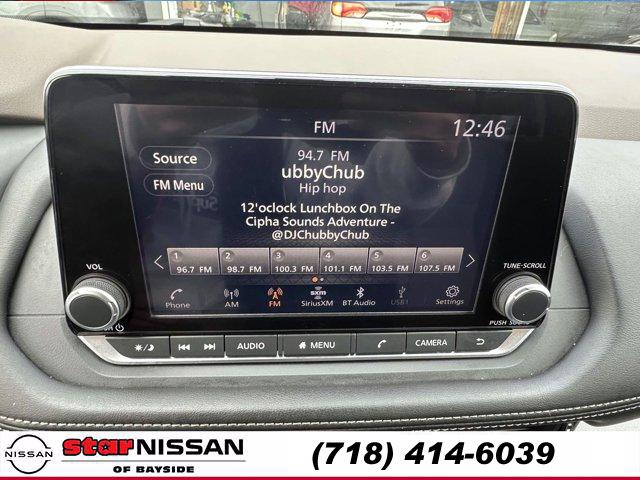 FM
12:46
Source
94.7 FM
ubbyChub
FM Menu
Hip hop
12'oclock Lunchbox On The
Cipha Sounds Adventure -
@DJChubbyChub
1 2 3 4 5 6
96.7 FM 98.7 FM 100.3 FM 101.1 FM 103.5 FM 107.5 FM
VOL
TUNE•SCROLL
Phone AM FM SiriusXM BT Audio USB1 Settings
sxm
PUSH
AUDIO
MENU
CAMERA
NISSAN
star NISSAN
OF BAYSIDE
(718) 414-6039